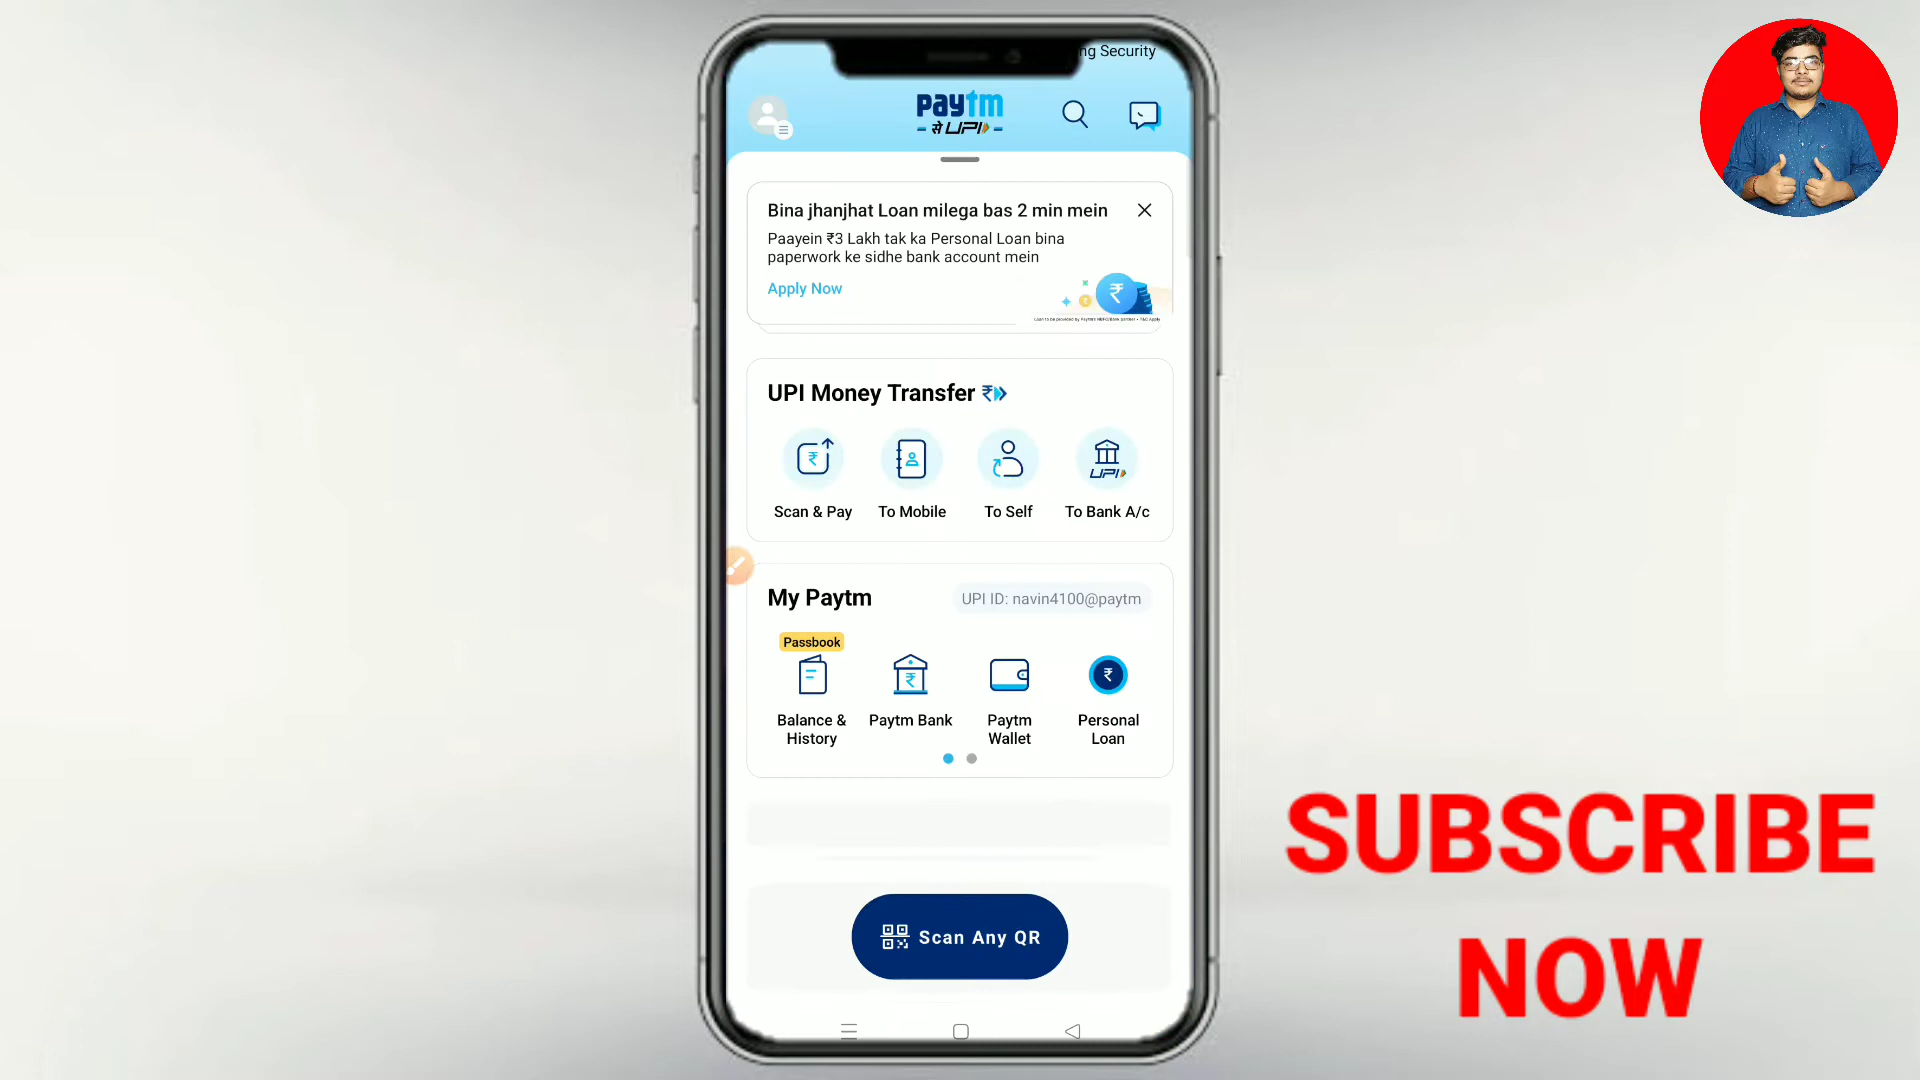 ng Security
paytm
से UPI
Bina jhanjhat Loan milega bas 2 min mein
Paayein ₹3 Lakh tak ka Personal Loan bina
paperwork ke sidhe bank account mein
Apply Now
UPI Money Transfer
Scan & Pay
To Mobile
To Self
UPI
To Bank A/c
My Paytm
UPI ID: navin4100@paytm
Passbook
Balance &
History
Paytm Bank
Paytm
Wallet
Personal
Loan
Scan Any QR
SUBSCRIBE
NOW